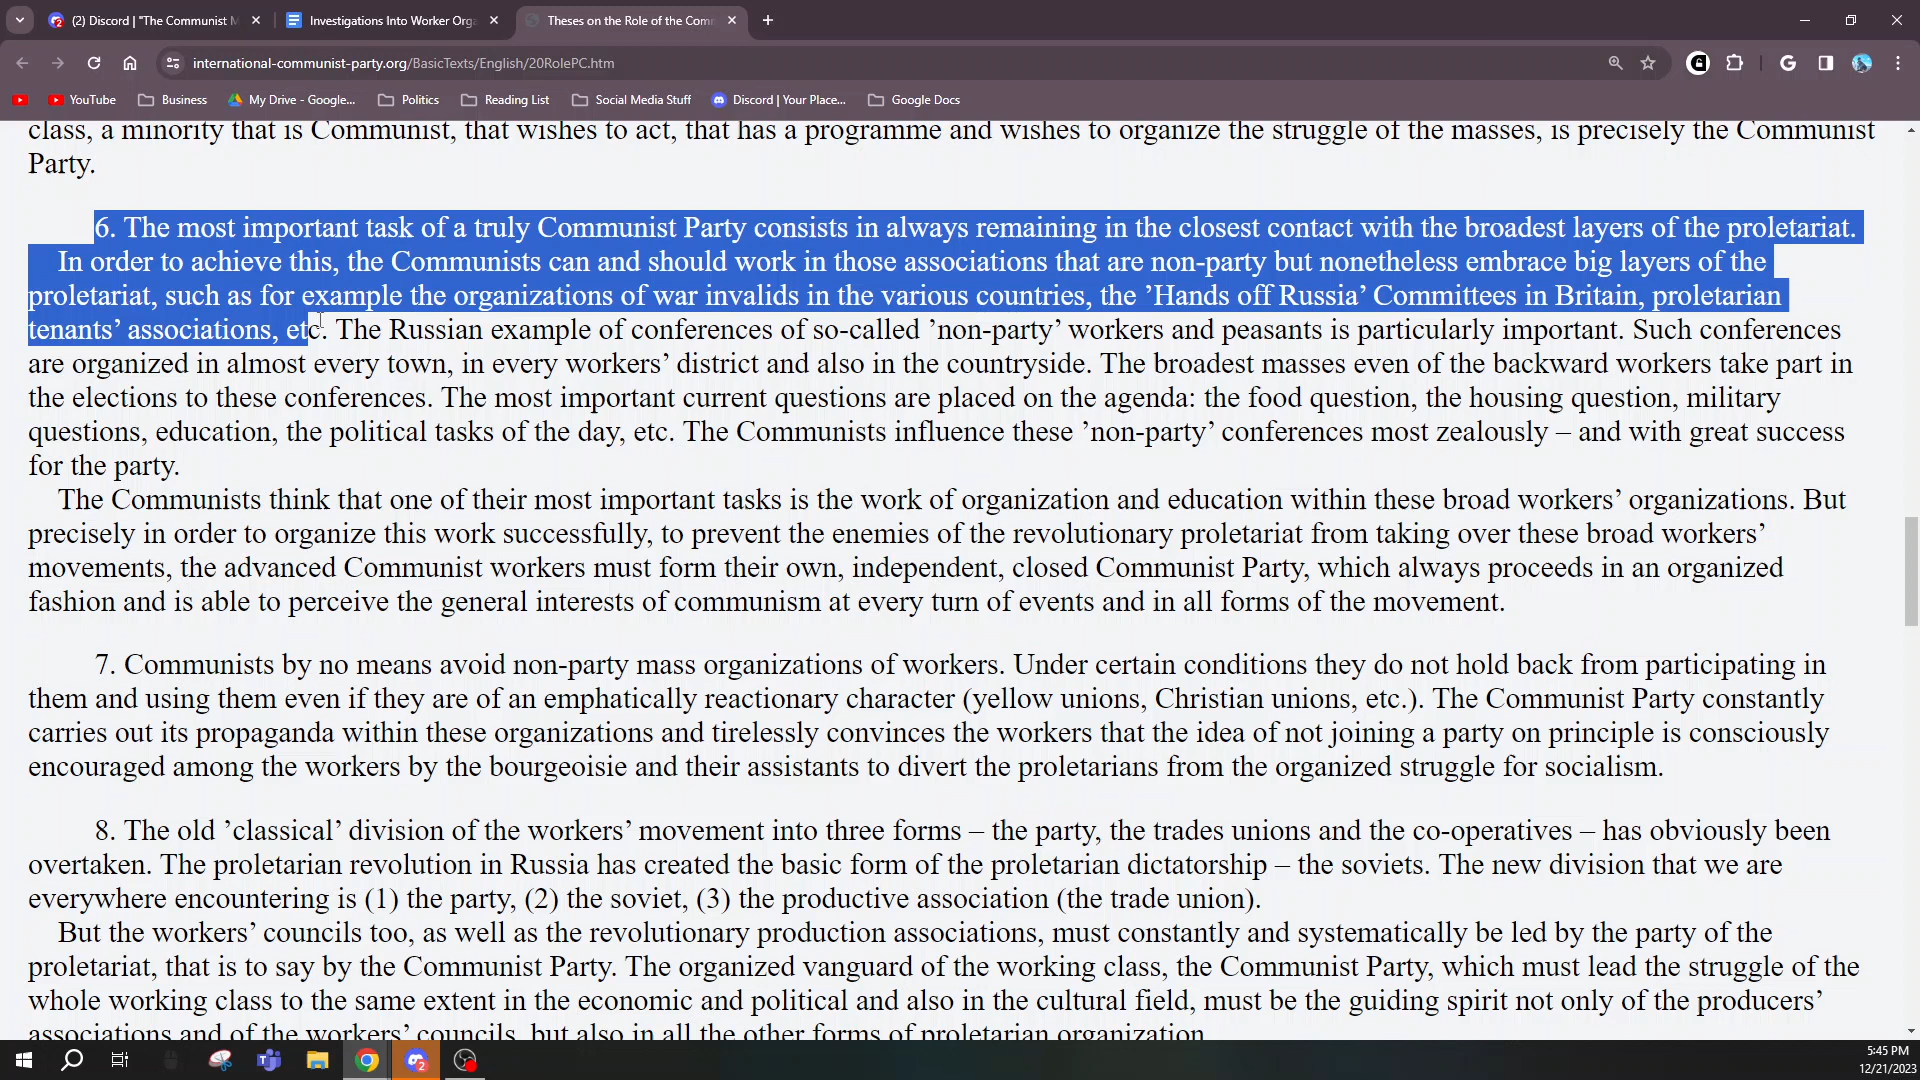 (2) Discord | "The Communist M
Investigations Into Worker Orga
Theses on the Role of the Com
international-communist-party.org/BasicTexts/English/20RolePC.htm
YouTube
Business
My Drive - Google...
Politics
Reading List
Social Media Stuff
Discord | Your Place...
Google Docs
class, a minority that is Communist, that wishes to act, that has a programme and wishes to organize the struggle of the masses, is precisely the Communist
Party.
6. The most important task of a truly Communist Party consists in always remaining in the closest contact with the broadest layers of the proletariat.
In order to achieve this, the Communists can and should work in those associations that are non-party but nonetheless embrace big layers of the
proletariat, such as for example the organizations of war invalids in the various countries, the ’Hands off Russia’ Committees in Britain, proletarian
tenants’ associations, etc. The Russian example of conferences of so-called ’non-party’ workers and peasants is particularly important. Such conferences
are organized in almost every town, in every workers’ district and also in the countryside. The broadest masses even of the backward workers take part in
the elections to these conferences. The most important current questions are placed on the agenda: the food question, the housing question, military
questions, education, the political tasks of the day, etc. The Communists influence these ’non-party’ conferences most zealously – and with great success
for the party.
The Communists think that one of their most important tasks is the work of organization and education within these broad workers’ organizations. But
precisely in order to organize this work successfully, to prevent the enemies of the revolutionary proletariat from taking over these broad workers’
movements, the advanced Communist workers must form their own, independent, closed Communist Party, which always proceeds in an organized
fashion and is able to perceive the general interests of communism at every turn of events and in all forms of the movement.
7. Communists by no means avoid non-party mass organizations of workers. Under certain conditions they do not hold back from participating in
them and using them even if they are of an emphatically reactionary character (yellow unions, Christian unions, etc.). The Communist Party constantly
carries out its propaganda within these organizations and tirelessly convinces the workers that the idea of not joining a party on principle is consciously
encouraged among the workers by the bourgeoisie and their assistants to divert the proletarians from the organized struggle for socialism.
8. The old ’classical’ division of the workers’ movement into three forms – the party, the trades unions and the co-operatives – has obviously been
overtaken. The proletarian revolution in Russia has created the basic form of the proletarian dictatorship – the soviets. The new division that we are
everywhere encountering is (1) the party, (2) the soviet, (3) the productive association (the trade union).
But the workers’ councils too, as well as the revolutionary production associations, must constantly and systematically be led by the party of the
proletariat, that is to say by the Communist Party. The organized vanguard of the working class, the Communist Party, which must lead the struggle of the
whole working class to the same extent in the economic and political and also in the cultural field, must be the guiding spirit not only of the producers’
associations and of the workers’ councils, but also in all the other forms of proletarian organization.
5:45 PM
12/21/2023